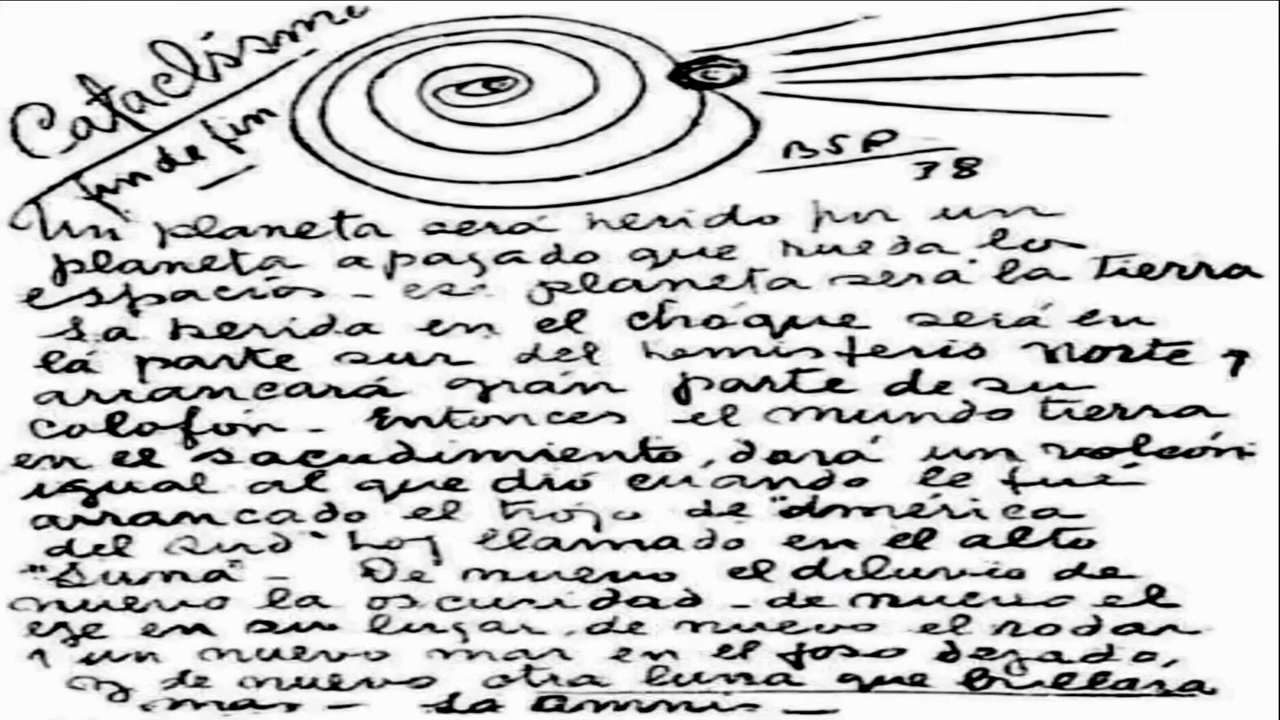 Cataclismo
fin de fin
BSP
38
Un planeta será herido por un
planeta apagado que rueda los
espacios - ese planeta será la Tierra
La herida en el choque será en
la parte sur del hemisferio Norte y
arrancará gran parte de su
colofón - Entonces el mundo tierra
en el sacudimiento, dará un volcón
igual al que dió cuando le fué
arrancado el trozo de "América
del Sud" hoy llamado en el alto
"Luna" - De nuevo el diluvio de
nuevo la oscuridad - de nuevo el
eje en su lugar, de nuevo el rodar
y un nuevo mar en el foso dejado,
y de nuevo otra luna que brillara
mas - La